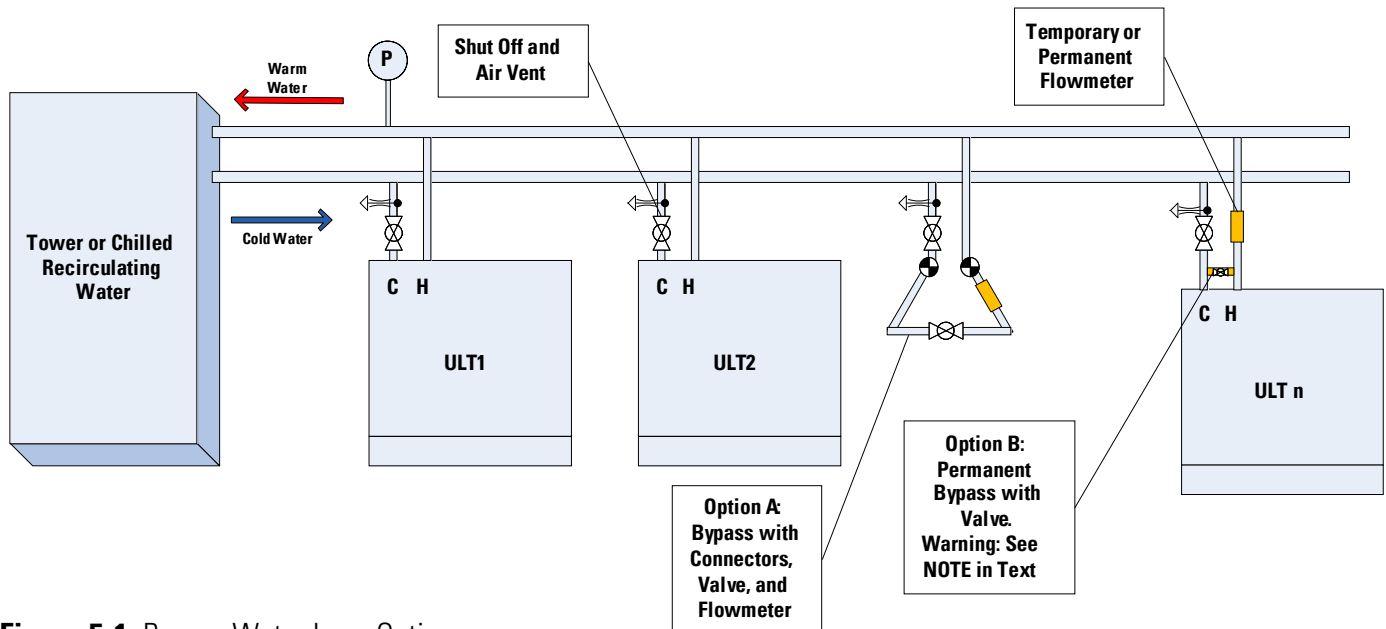 P
Warm
Water
Shut Off and
Air Vent
Temporary or
Permanent
Flowmeter
Tower or Chilled
Recirculating
Water
Cold Water
C H
ULT1
C H
ULT2
C H
ULT n
Option A:
Bypass with
Connectors,
Valve, and
Flowmeter
Option B:
Permanent
Bypass with
Valve.
Warning: See
NOTE in Text